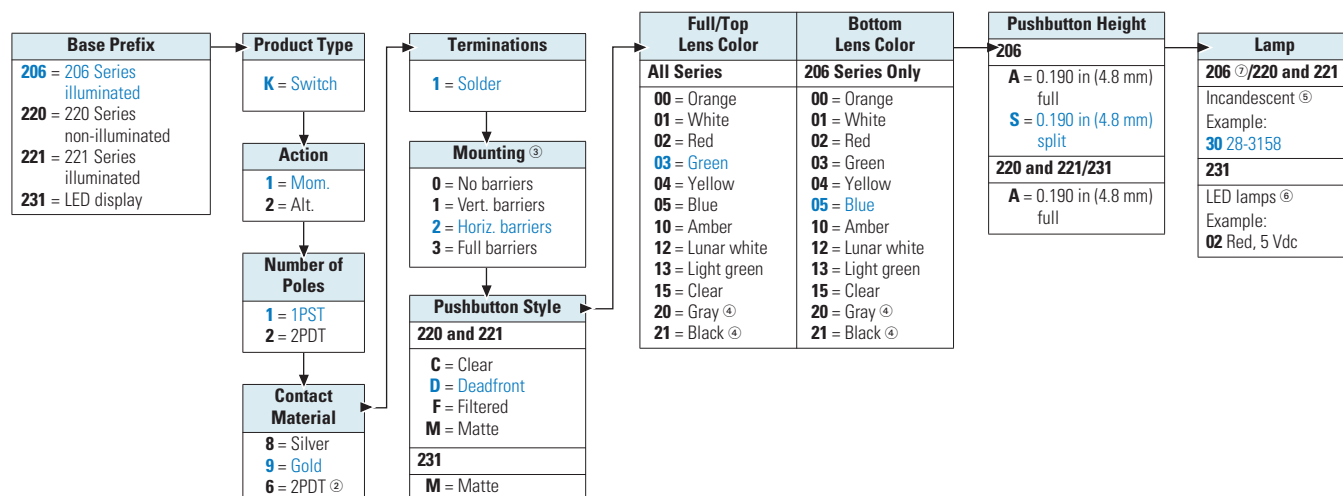 Base Prefix
206 = 206 Series
illuminated
220 = 220 Series
non-illuminated
221 = 221 Series
illuminated
231 = LED display
Product Type
K = Switch
Action
1 = Mom.
2 = Alt.
Number of
Poles
1 = 1PST
2 = 2PDT
Contact
Material
8 = Silver
9 = Gold
6 = 2PDT ②
Terminations
1 = Solder
Mounting ③
0 = No barriers
1 = Vert. barriers
2 = Horiz. barriers
3 = Full barriers
Pushbutton Style
220 and 221
C = Clear
D = Deadfront
F = Filtered
M = Matte
231
M = Matte
Full/Top
Lens Color
All Series
00 = Orange
01 = White
02 = Red
03 = Green
04 = Yellow
05 = Blue
10 = Amber
12 = Lunar white
13 = Light green
15 = Clear
20 = Gray ④
21 = Black ④
Bottom
Lens Color
206 Series Only
00 = Orange
01 = White
02 = Red
03 = Green
04 = Yellow
05 = Blue
10 = Amber
12 = Lunar white
13 = Light green
15 = Clear
20 = Gray ④
21 = Black ④
Pushbutton Height
206
A = 0.190 in (4.8 mm)
full
S = 0.190 in (4.8 mm)
split
220 and 221/231
A = 0.190 in (4.8 mm)
full
Lamp
206 ⑦/220 and 221
Incandescent ⑤
Example:
30 28-3158
231
LED lamps ⑥
Example:
02 Red, 5 Vdc